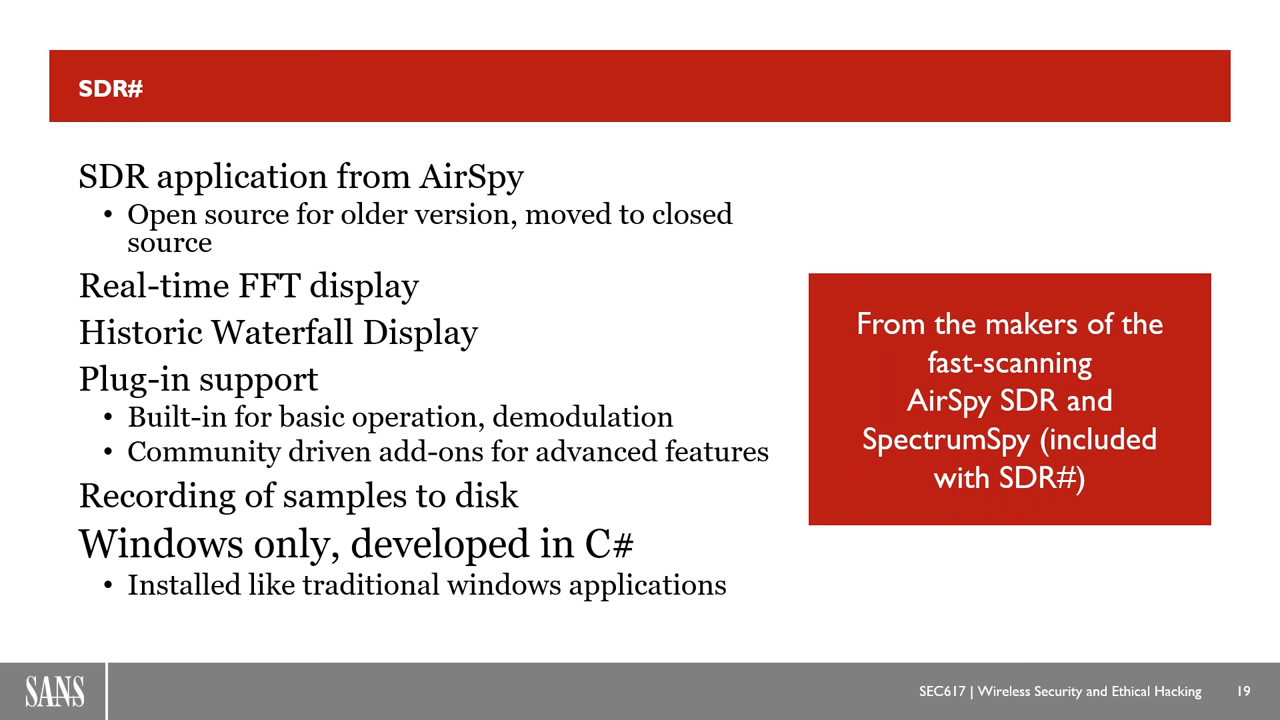 SDR#
SDR application from AirSpy
• Open source for older version, moved to closed
source
Real-time FFT display
Historic Waterfall Display
Plug-in support
• Built-in for basic operation, demodulation
• Community driven add-ons for advanced features
Recording of samples to disk
Windows only, developed in C#
• Installed like traditional windows applications
From the makers of the
fast-scanning
AirSpy SDR and
SpectrumSpy (included
with SDR#)
SANS
SEC617 | Wireless Security and Ethical Hacking
19